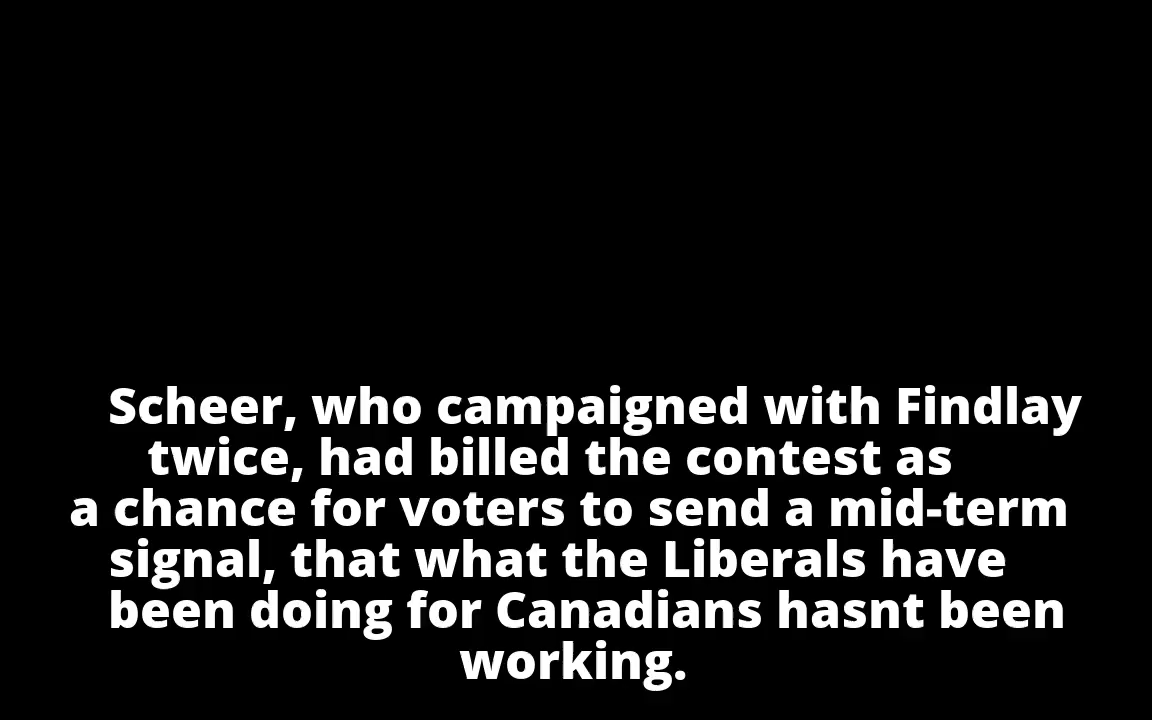 Scheer, who campaigned with Findlay
twice, had billed the contest as
a chance for voters to send a mid-term
signal, that what the Liberals have
been doing for Canadians hasnt been
working.